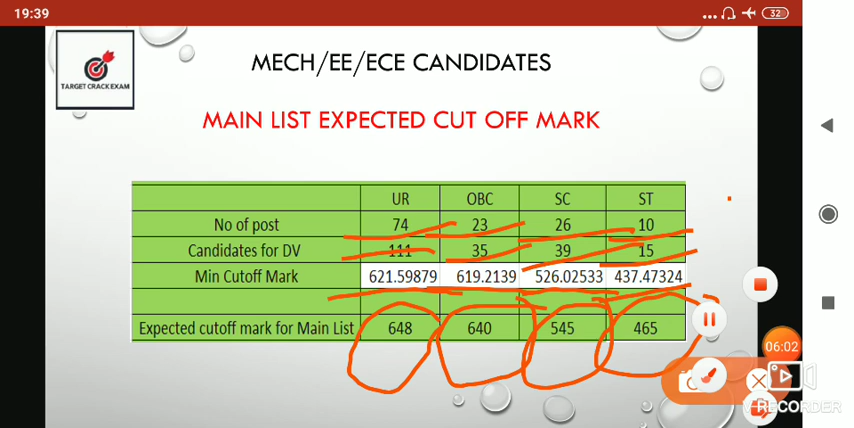 19:39
32
TARGET CRACK EXAM
MECH/EE/ECE CANDIDATES
MAIN LIST EXPECTED CUT OFF MARK
UR OBC SC ST
No of post 74 23 26 10
Candidates for DV 111 35 39 15
Min Cutoff Mark 621.59879 619.2139 526.02533 437.47324
Expected cutoff mark for Main List 648 640 545 465
06:02
V RECORDER